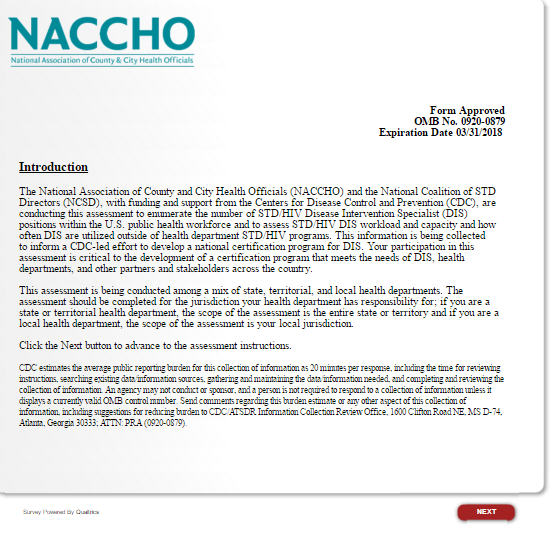 NACCHO
National Association of County & City Health Officials
Form Approved
OMB No. 0920-0879
Expiration Date 03/31/2018
Introduction
The National Association of County and City Health Officials (NACCHO) and the National Coalition of STD
Directors (NCSD), with funding and support from the Centers for Disease Control and Prevention (CDC), are
conducting this assessment to enumerate the number of STD/HIV Disease Intervention Specialist (DIS)
positions within the U.S. public health workforce and to assess STD/HIV DIS workload and capacity and how
often DIS are utilized outside of health department STD/HIV programs. This information is being collected
to inform a CDC-led effort to develop a national certification program for DIS. Your participation in this
assessment is critical to the development of a certification program that meets the needs of DIS, health
departments, and other partners and stakeholders across the country.
This assessment is being conducted among a mix of state, territorial, and local health departments. The
assessment should be completed for the jurisdiction your health department has responsibility for; if you are a
state or territorial health department, the scope of the assessment is the entire state or territory and if you are a
local health department, the scope of the assessment is your local jurisdiction.
Click the Next button to advance to the assessment instructions.
CDC estimates the average public reporting burden for this collection of information as 20 minutes per response, including the time for reviewing
instructions, searching existing data/information sources, gathering and maintaining the data/information needed, and completing and reviewing the
collection of information. An agency may not conduct or sponsor, and a person is not required to respond to a collection of information unless it
displays a currently valid OMB control number. Send comments regarding this burden estimate or any other aspect of this collection of
information, including suggestions for reducing burden to CDC/ATSDR Information Collection Review Office, 1600 Clifton Road NE, MS D-74,
Atlanta, Georgia 30333; ATTN: PRA (0920-0879).
Survey Powered By Qualtrics
NEXT